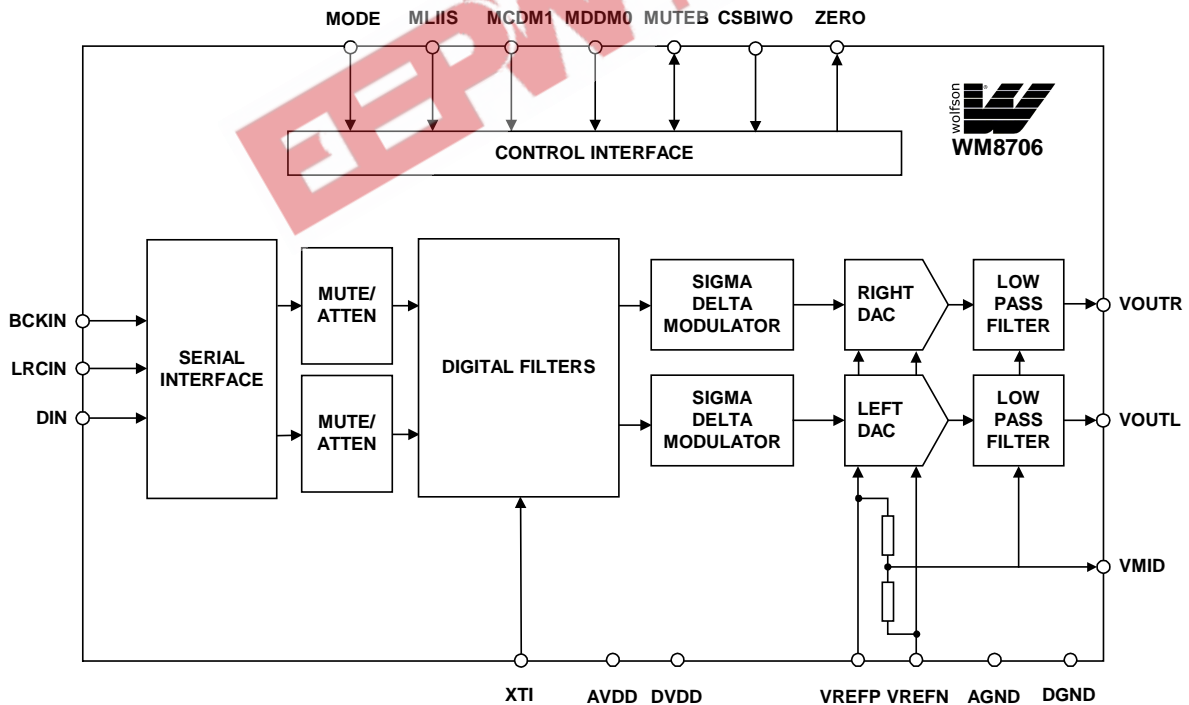 MODE MLIIS MCDM1 MDDM0 MUTEB CSBIWO ZERO
EEPW
wolfson
WM8706
CONTROL INTERFACE
BCKIN
LRCIN
DIN
SERIAL
INTERFACE
MUTE/
ATTEN
MUTE/
ATTEN
DIGITAL FILTERS
SIGMA
DELTA
MODULATOR
SIGMA
DELTA
MODULATOR
RIGHT
DAC
LEFT
DAC
LOW
PASS
FILTER
LOW
PASS
FILTER
VOUTR
VOUTL
VMID
XTI AVDD DVDD VREFP VREFN AGND DGND